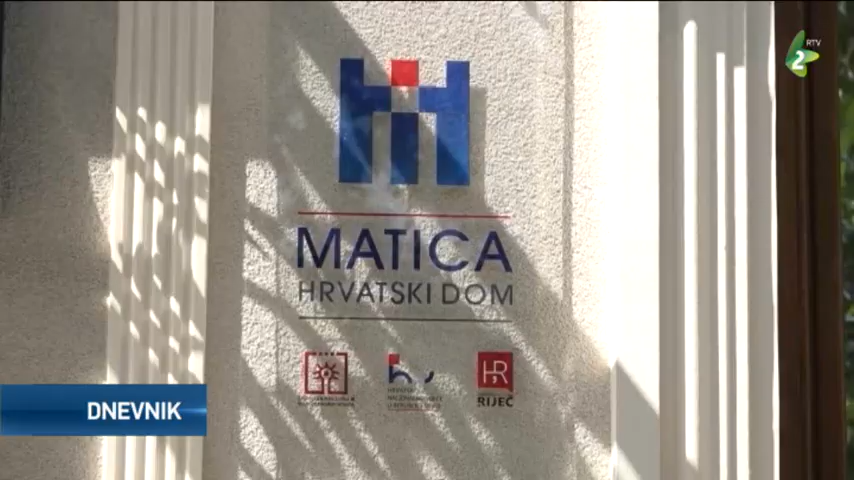 RTV
2
MATICA
HRVATSKI DOM
HR
RIJEČ
DNEVNIK